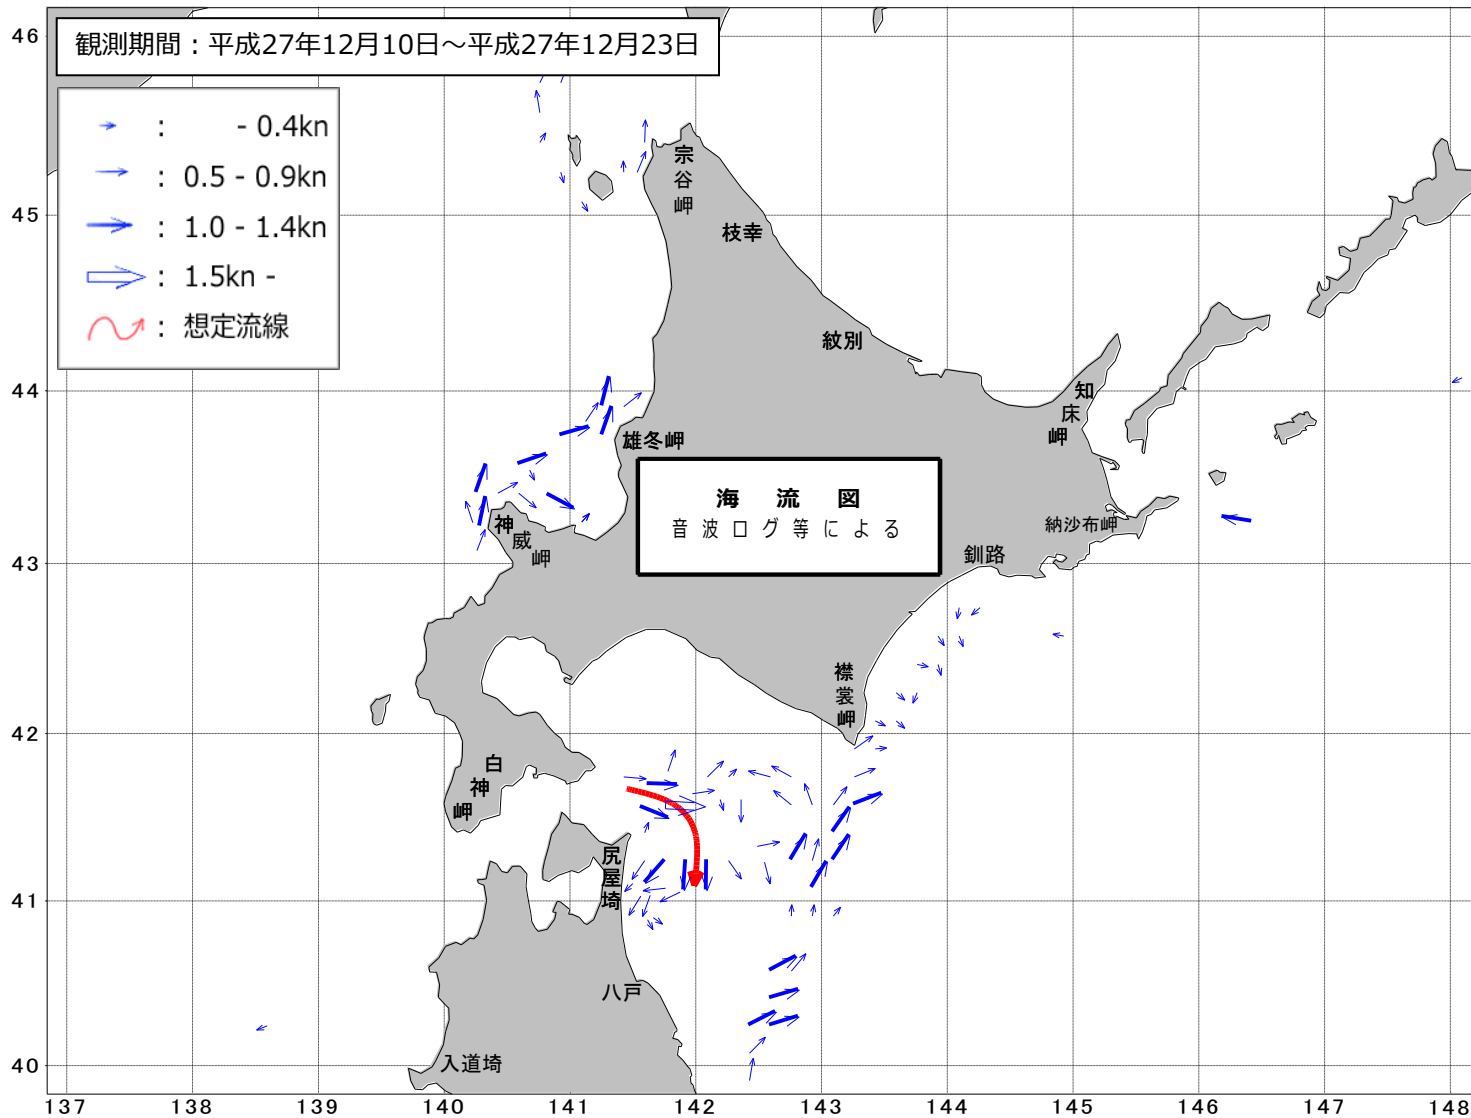 観測期間：平成27年12月10日～平成27年12月23日
： - 0.4kn
： 0.5 - 0.9kn
： 1.0 - 1.4kn
： 1.5kn -
： 想定流線
46
45
44
43
42
41
40
宗谷岬
枝幸
紋別
知床岬
雄冬岬
海流図
音波ログ等による
納沙布岬
神威岬
釧路
襟裳岬
白神岬
尻屋埼
八戸
入道埼
137 138 139 140 141 142 143 144 145 146 147 148